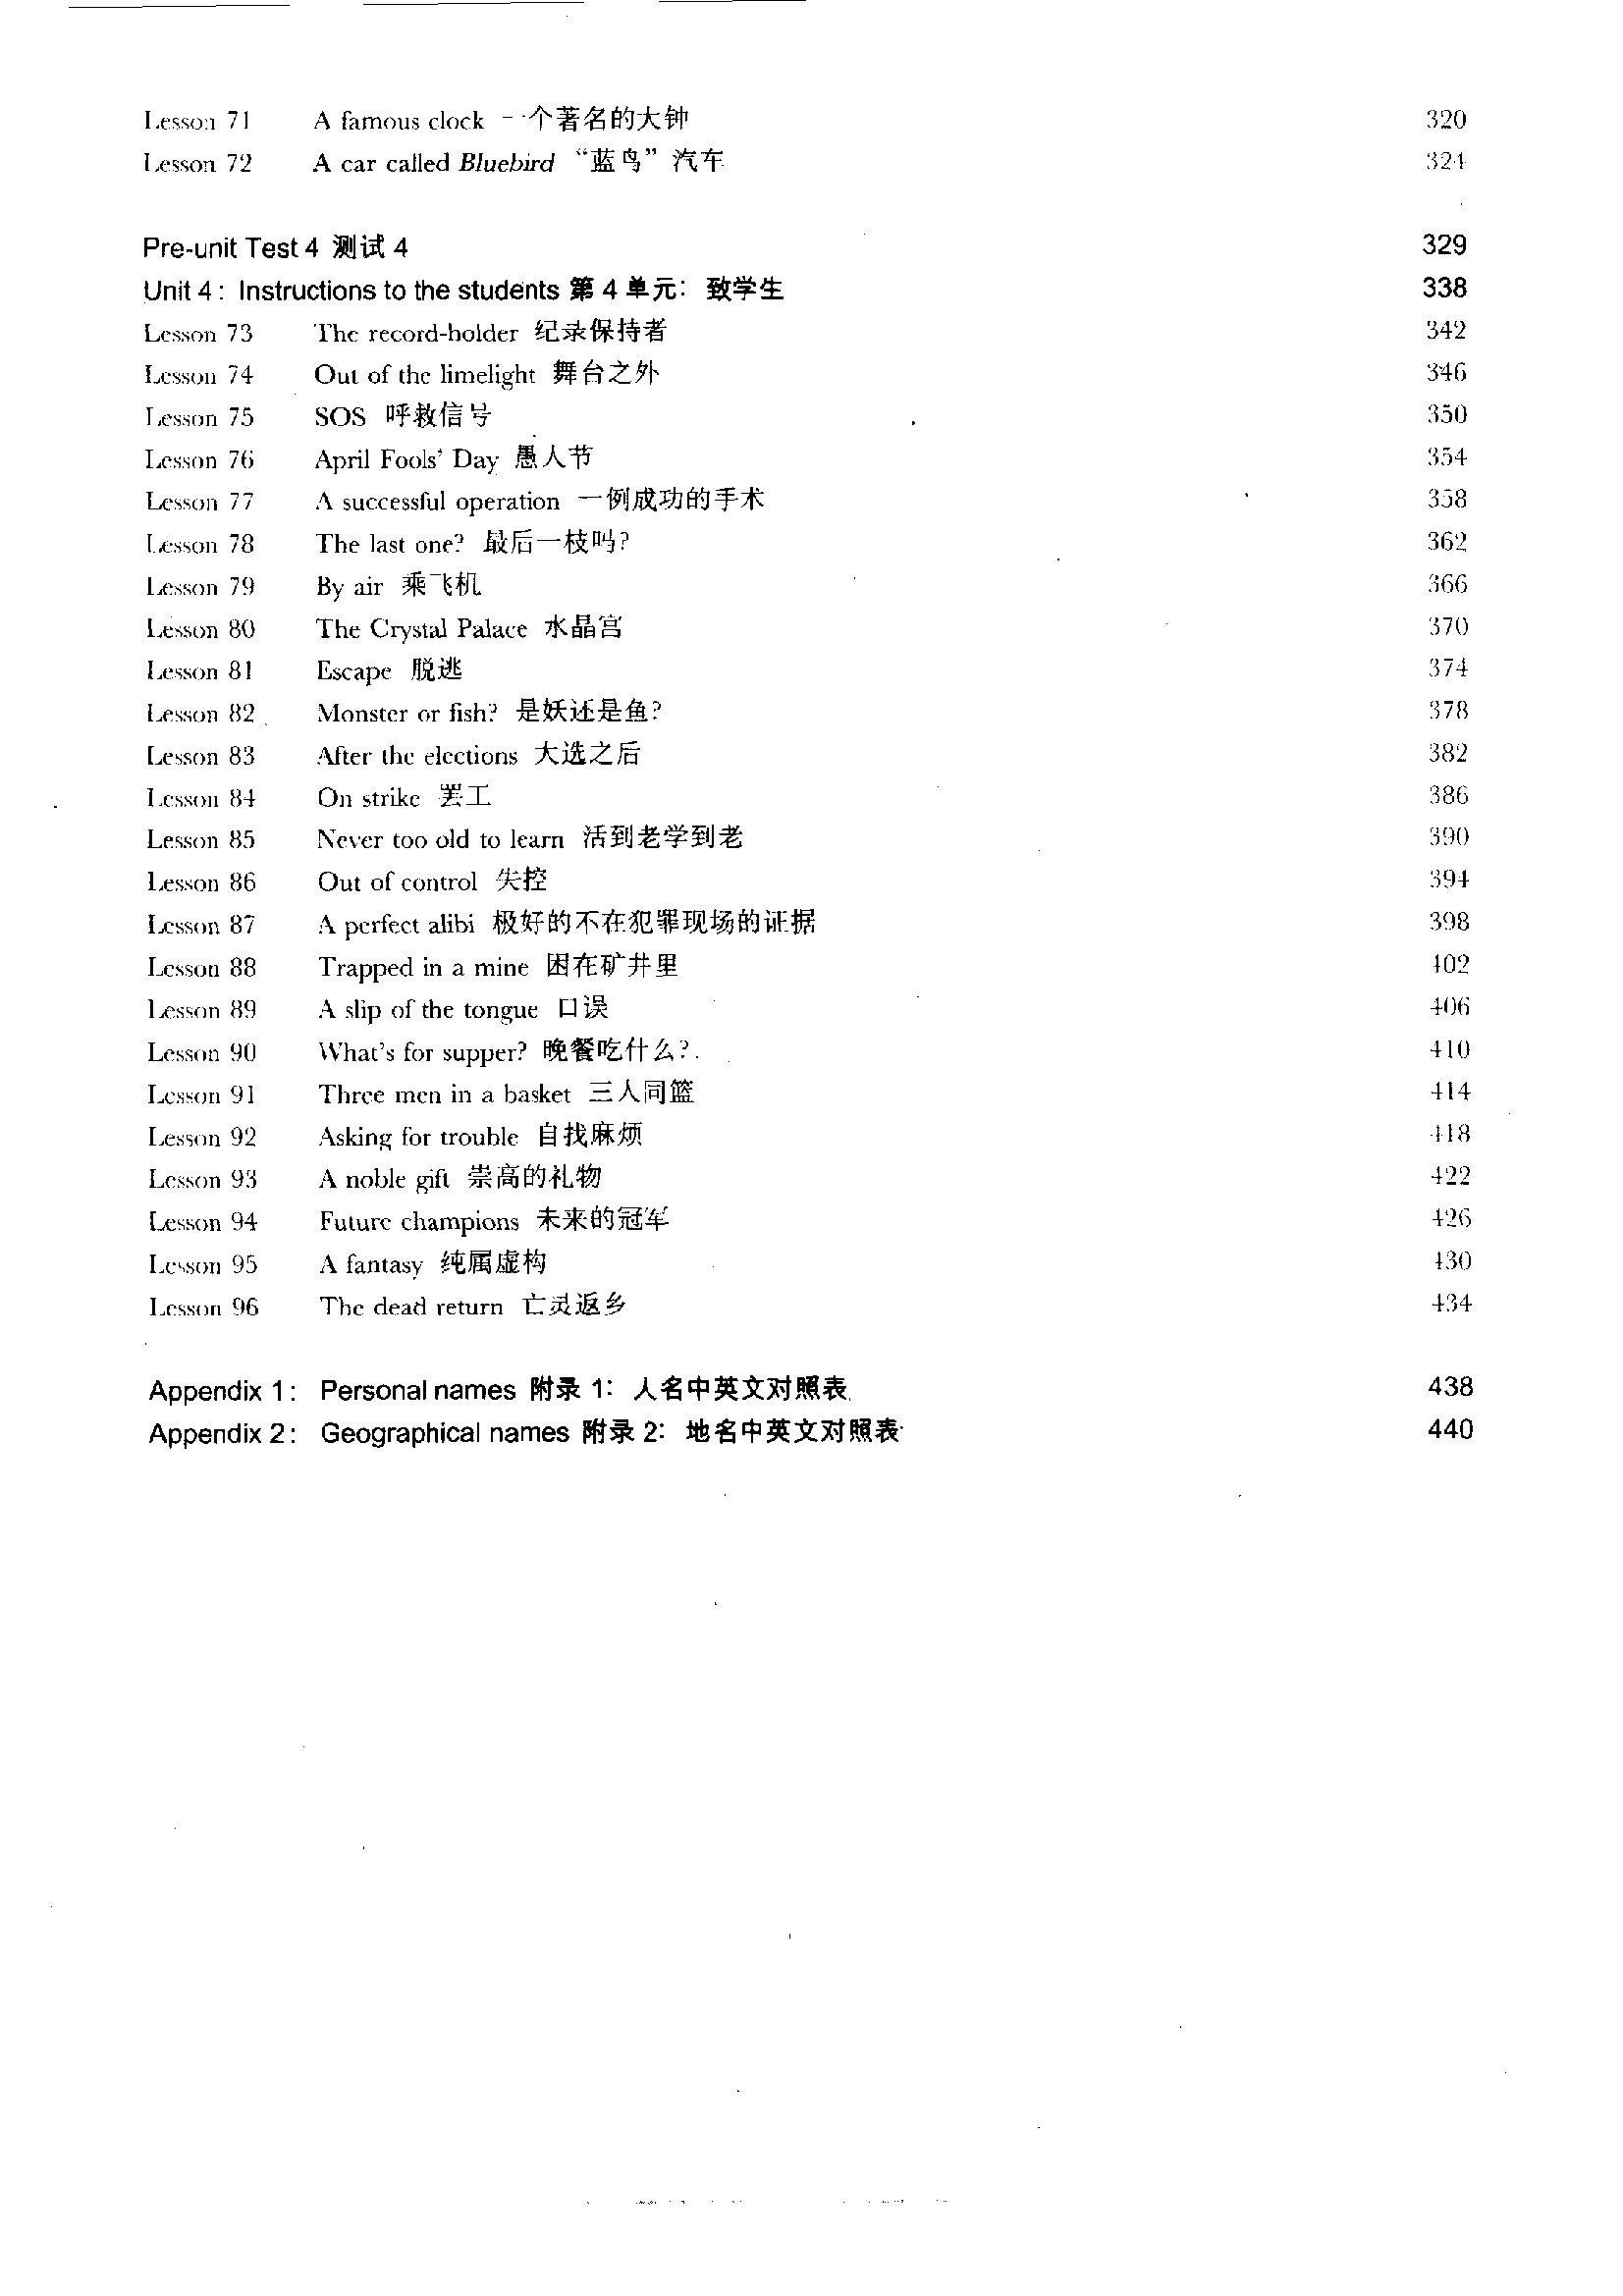 Lesson 71 A famous clock 一个著名的大钟 320
Lesson 72 A car called Bluebird “蓝鸟”汽车 324
Pre-unit Test 4 测试 4 329
Unit 4: Instructions to the students 第 4 单元：致学生 338
Lesson 73 The record-holder 纪录保持者 342
Lesson 74 Out of the limelight 舞台之外 346
Lesson 75 SOS 呼救信号 350
Lesson 76 April Fools' Day 愚人节 354
Lesson 77 A successful operation 一例成功的手术 358
Lesson 78 The last one? 最后一枝吗? 362
Lesson 79 By air 乘飞机 366
Lesson 80 The Crystal Palace 水晶宫 370
Lesson 81 Escape 脱逃 374
Lesson 82 Monster or fish? 是妖还是鱼? 378
Lesson 83 After the elections 大选之后 382
Lesson 84 On strike 罢工 386
Lesson 85 Never too old to learn 活到老学到老 390
Lesson 86 Out of control 失控 394
Lesson 87 A perfect alibi 极好的不在犯罪现场的证据 398
Lesson 88 Trapped in a mine 困在矿井里 402
Lesson 89 A slip of the tongue 口误 406
Lesson 90 What's for supper? 晚餐吃什么? 410
Lesson 91 Three men in a basket 三人同篮 414
Lesson 92 Asking for trouble 自找麻烦 418
Lesson 93 A noble gift 崇高的礼物 422
Lesson 94 Future champions 未来的冠军 426
Lesson 95 A fantasy 纯属虚构 430
Lesson 96 The dead return 亡灵返乡 434
Appendix 1: Personal names 附录 1：人名中英文对照表 438
Appendix 2: Geographical names 附录 2：地名中英文对照表 440